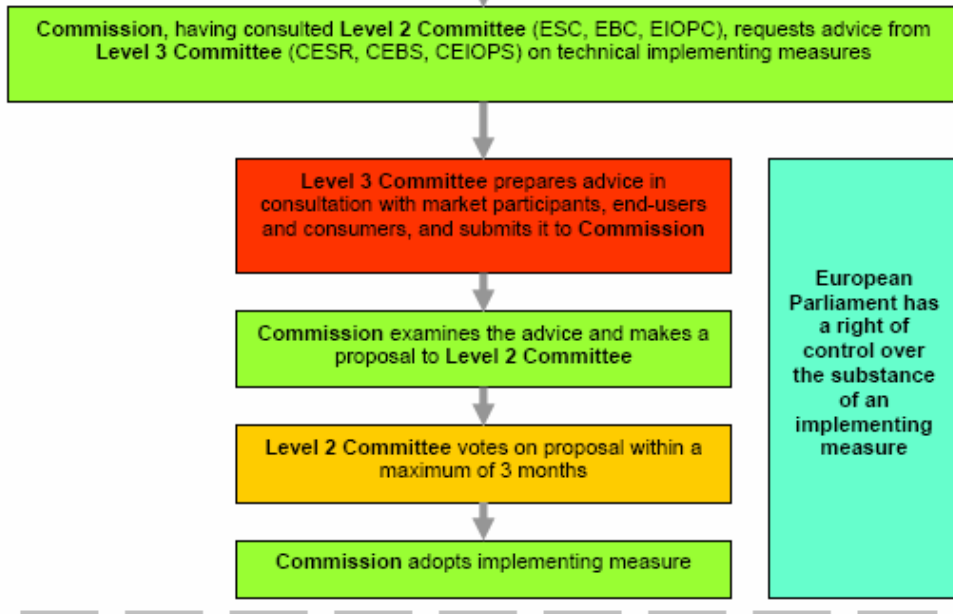 Commission, having consulted Level 2 Committee (ESC, EBC, EIOPC), requests advice from
Level 3 Committee (CESR, CEBS, CEIOPS) on technical implementing measures
Level 3 Committee prepares advice in
consultation with market participants, end-users
and consumers, and submits it to Commission
Commission examines the advice and makes a
proposal to Level 2 Committee
Level 2 Committee votes on proposal within a
maximum of 3 months
Commission adopts implementing measure
European
Parliament has
a right of
control over
the substance
of an
implementing
measure